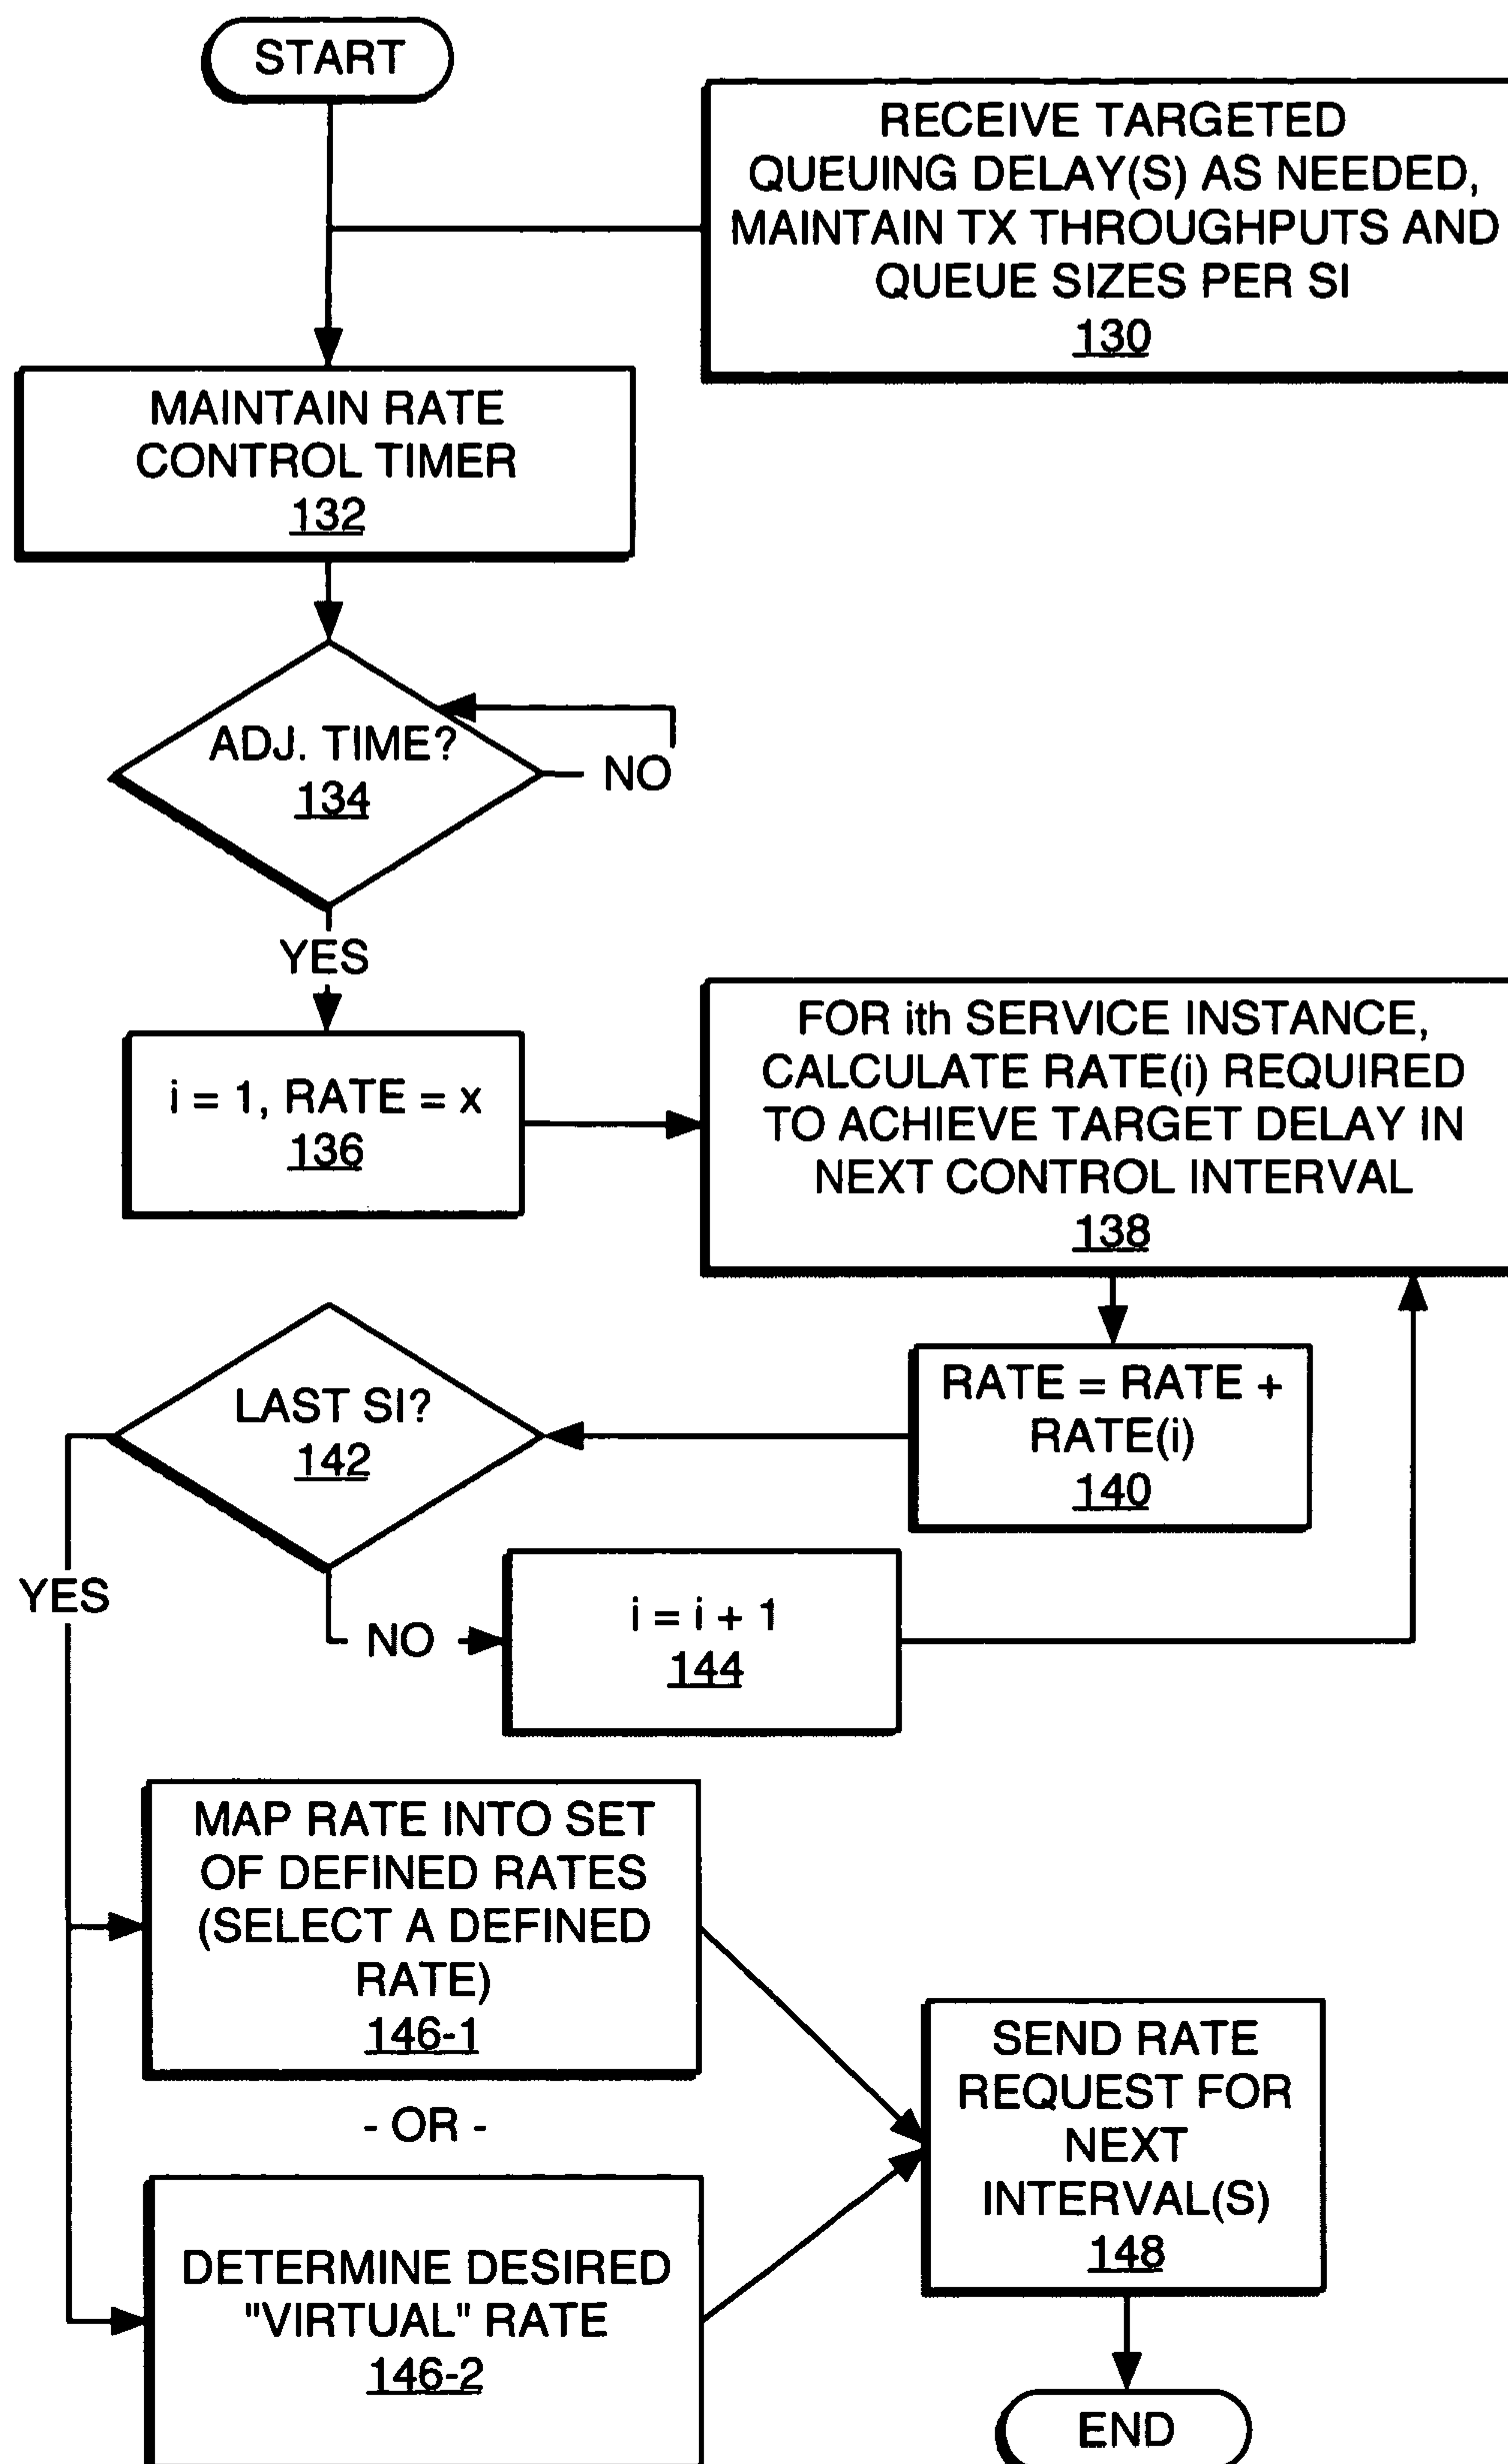 START
RECEIVE TARGETED
QUEUING DELAY(S) AS NEEDED,
MAINTAIN TX THROUGHPUTS AND
QUEUE SIZES PER SI
130
MAINTAIN RATE
CONTROL TIMER
132
ADJ. TIME?
134
NO
YES
i = 1, RATE = x
136
FOR ith SERVICE INSTANCE,
CALCULATE RATE(i) REQUIRED
TO ACHIEVE TARGET DELAY IN
NEXT CONTROL INTERVAL
138
RATE = RATE +
RATE(i)
140
LAST SI?
142
YES
NO
i = i + 1
144
MAP RATE INTO SET
OF DEFINED RATES
(SELECT A DEFINED
RATE)
146-1
- OR -
DETERMINE DESIRED
"VIRTUAL" RATE
146-2
SEND RATE
REQUEST FOR
NEXT
INTERVAL(S)
148
END